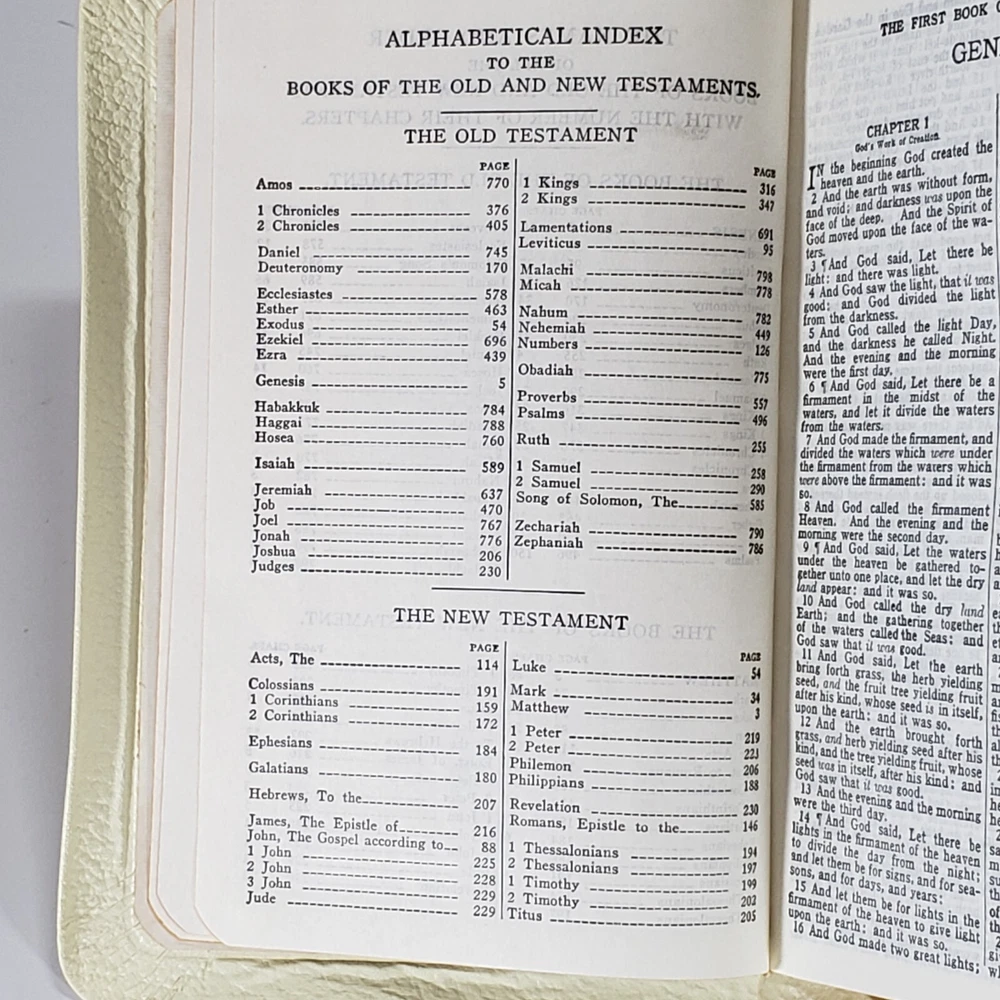 ALPHABETICAL INDEX
TO THE
BOOKS OF THE OLD AND NEW TESTAMENTS.
THE OLD TESTAMENT
PAGE
Amos 770
1 Chronicles 376
2 Chronicles 405
Daniel 745
Deuteronomy 170
Ecclesiastes 578
Esther 463
Exodus 54
Ezekiel 696
Ezra 439
Genesis 5
Habakkuk 784
Haggai 788
Hosea 760
Isaiah 589
Jeremiah 637
Job 470
Joel 767
Jonah 776
Joshua 206
Judges 230
PAGE
1 Kings 316
2 Kings 347
Lamentations 691
Leviticus 95
Malachi 798
Micah 778
Nahum 782
Nehemiah 449
Numbers 126
Obadiah 775
Proverbs 557
Psalms 496
Ruth 255
1 Samuel 258
2 Samuel 290
Song of Solomon, The 585
Zechariah 790
Zephaniah 786
THE NEW TESTAMENT
PAGE
Acts, The 114
Colossians 191
1 Corinthians 159
2 Corinthians 172
Ephesians 184
Galatians 180
Hebrews, To the 207
James, The Epistle of 216
John, The Gospel according to 88
1 John 225
2 John 228
3 John 229
Jude 229
PAGE
Luke 54
Mark 34
Matthew 3
1 Peter 219
2 Peter 223
Philemon 206
Philippians 188
Revelation 230
Romans, Epistle to the 146
1 Thessalonians 194
2 Thessalonians 197
1 Timothy 199
2 Timothy 202
Titus 205
THE FIRST BOOK
GEN
CHAPTER 1
God's Work of Creation.
IN the beginning God created the
heaven and the earth.
2 And the earth was without form,
and void; and darkness was upon the
face of the deep. And the Spirit of
God moved upon the face of the wa-
ters.
3 ¶ And God said, Let there be
light: and there was light.
4 And God saw the light, that it was
good: and God divided the light
from the darkness.
5 And God called the light Day,
and the darkness he called Night.
And the evening and the morning
were the first day.
6 ¶ And God said, Let there be a
firmament in the midst of the
waters, and let it divide the waters
from the waters.
7 And God made the firmament, and
divided the waters which were under
the firmament from the waters which
were above the firmament: and it was
so.
8 And God called the firmament
Heaven. And the evening and the
morning were the second day.
9 ¶ And God said, Let the waters
under the heaven be gathered to-
gether unto one place, and let the dry
land appear: and it was so.
10 And God called the dry land
Earth; and the gathering together
of the waters called the Seas: and
God saw that it was good.
11 And God said, Let the earth
bring forth grass, the herb yielding
seed, and the fruit tree yielding fruit
after his kind, whose seed is in itself,
upon the earth: and it was so.
12 And the earth brought forth
grass, and herb yielding seed after his
kind, and the tree yielding fruit, whose
seed was in itself, after his kind: and
God saw that it was good.
13 And the evening and the morning
were the third day.
14 ¶ And God said, Let there be
lights in the firmament of the heaven
to divide the day from the night;
and let them be for signs, and for sea-
sons, and for days, and years:
15 And let them be for lights in the
firmament of the heaven to give light
upon the earth: and it was so.
16 And God made two great lights;